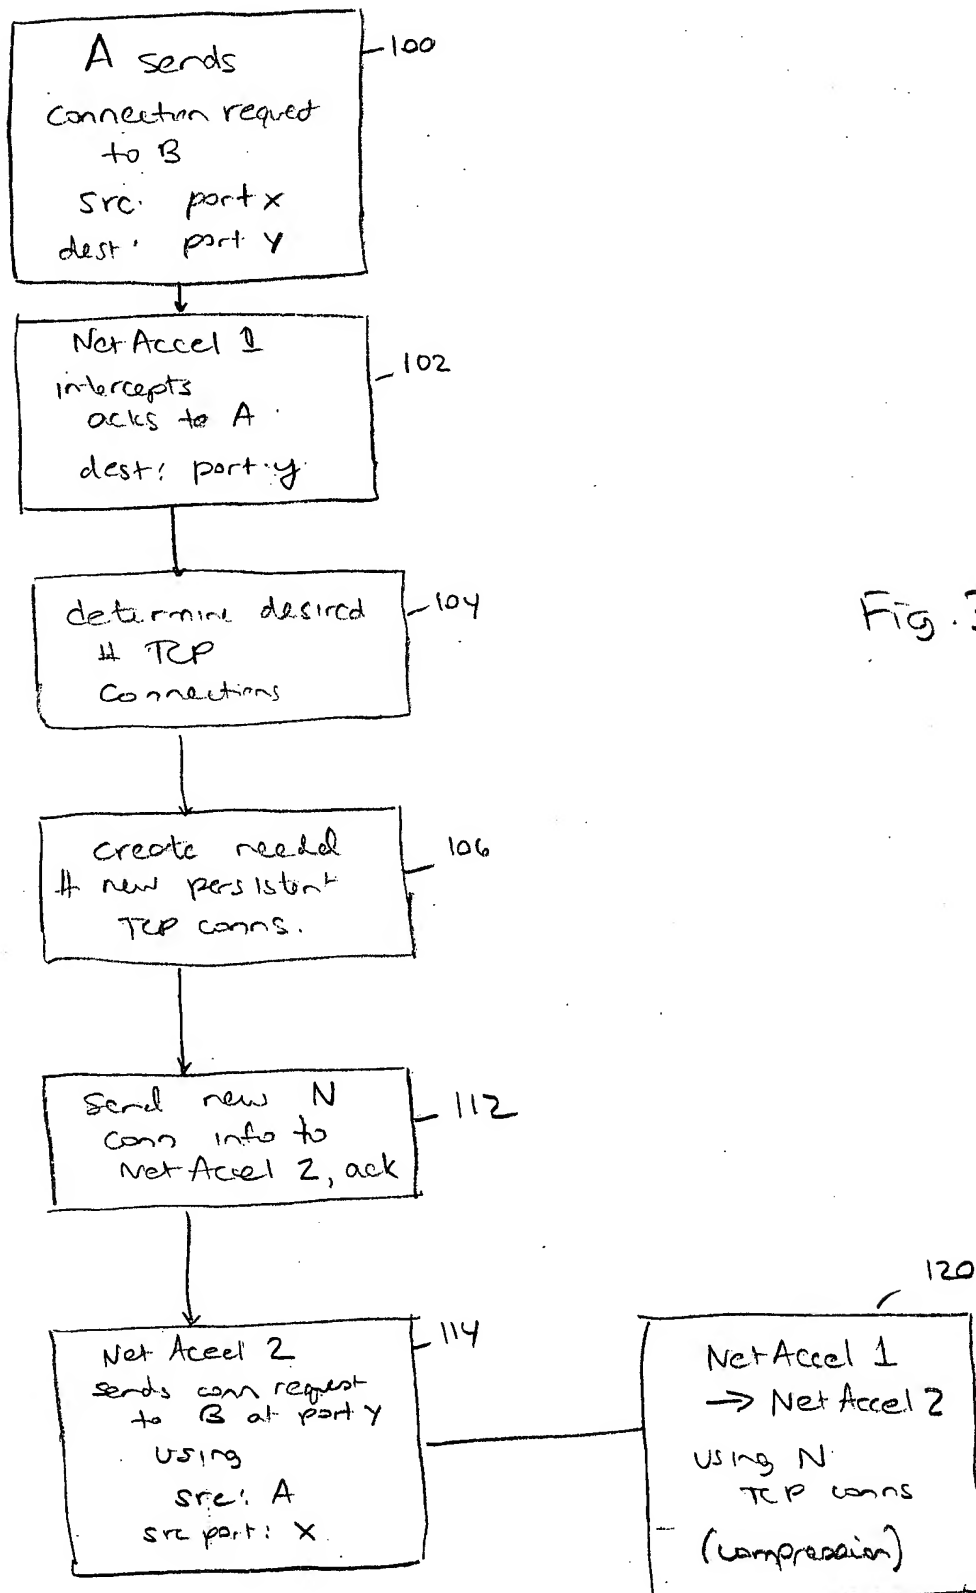 A sends
connection request
to B
src: port x
dest: port y
100
Net Accel 1
intercepts
acks to A
dest: port y
102
determine desired
# TCP
connections
104
Fig. 3
create needed
# new persistent
TCP conns.
106
send new N
conn info to
Net Accel 2, ack
112
Net Accel 2
sends conn request
to B at port y
using
src: A
src port: X
114
120
Net Accel 1
→ Net Accel 2
using N
TCP conns
(compression)